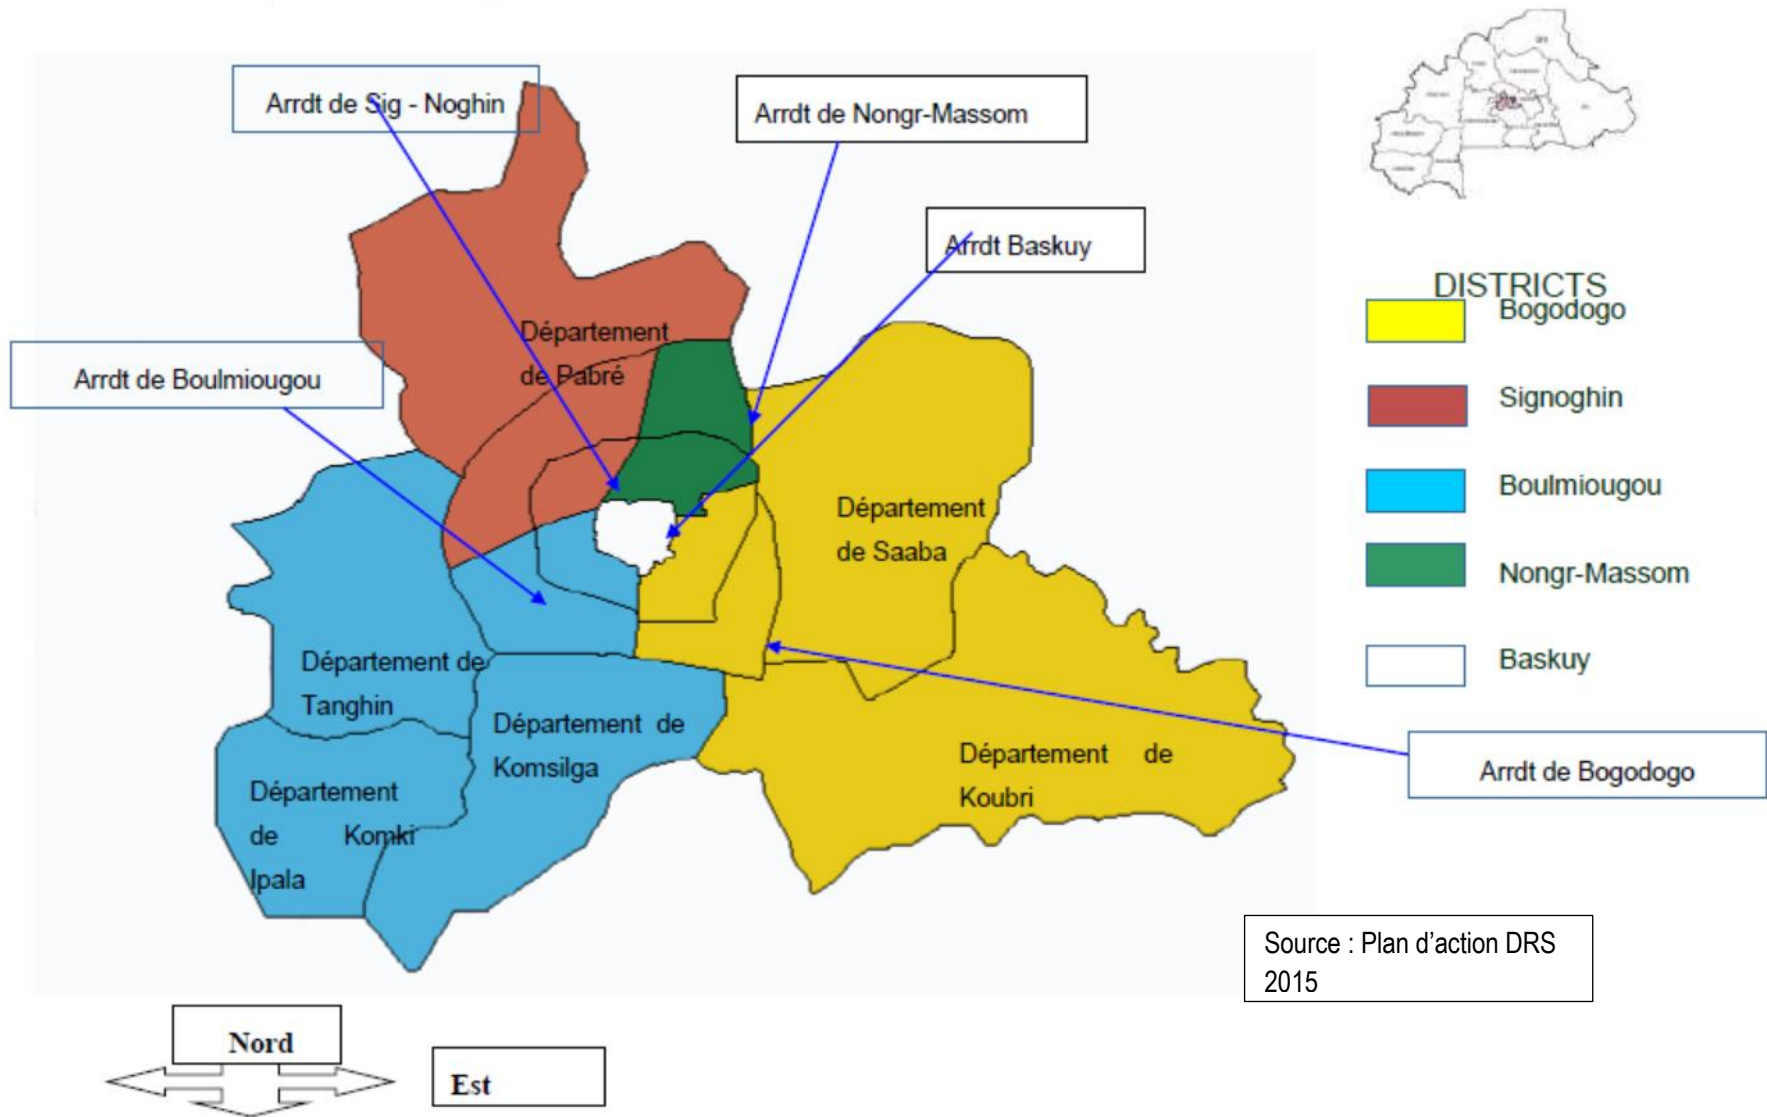 Arrdt de Sig - Noghin
Arrdt de Nongr-Massom
Arrdt Baskuy
Arrdt de Boulmiougou
Département
de Pabré
Département
de Saaba
Département de
Tanghin
Département de
Komsilga
Département
de Komki
Ipala
Département de
Koubri
DISTRICTS
Bogodogo
Signoghin
Boulmiougou
Nongr-Massom
Baskuy
Arrdt de Bogodogo
Source : Plan d’action DRS
2015
Nord
Est